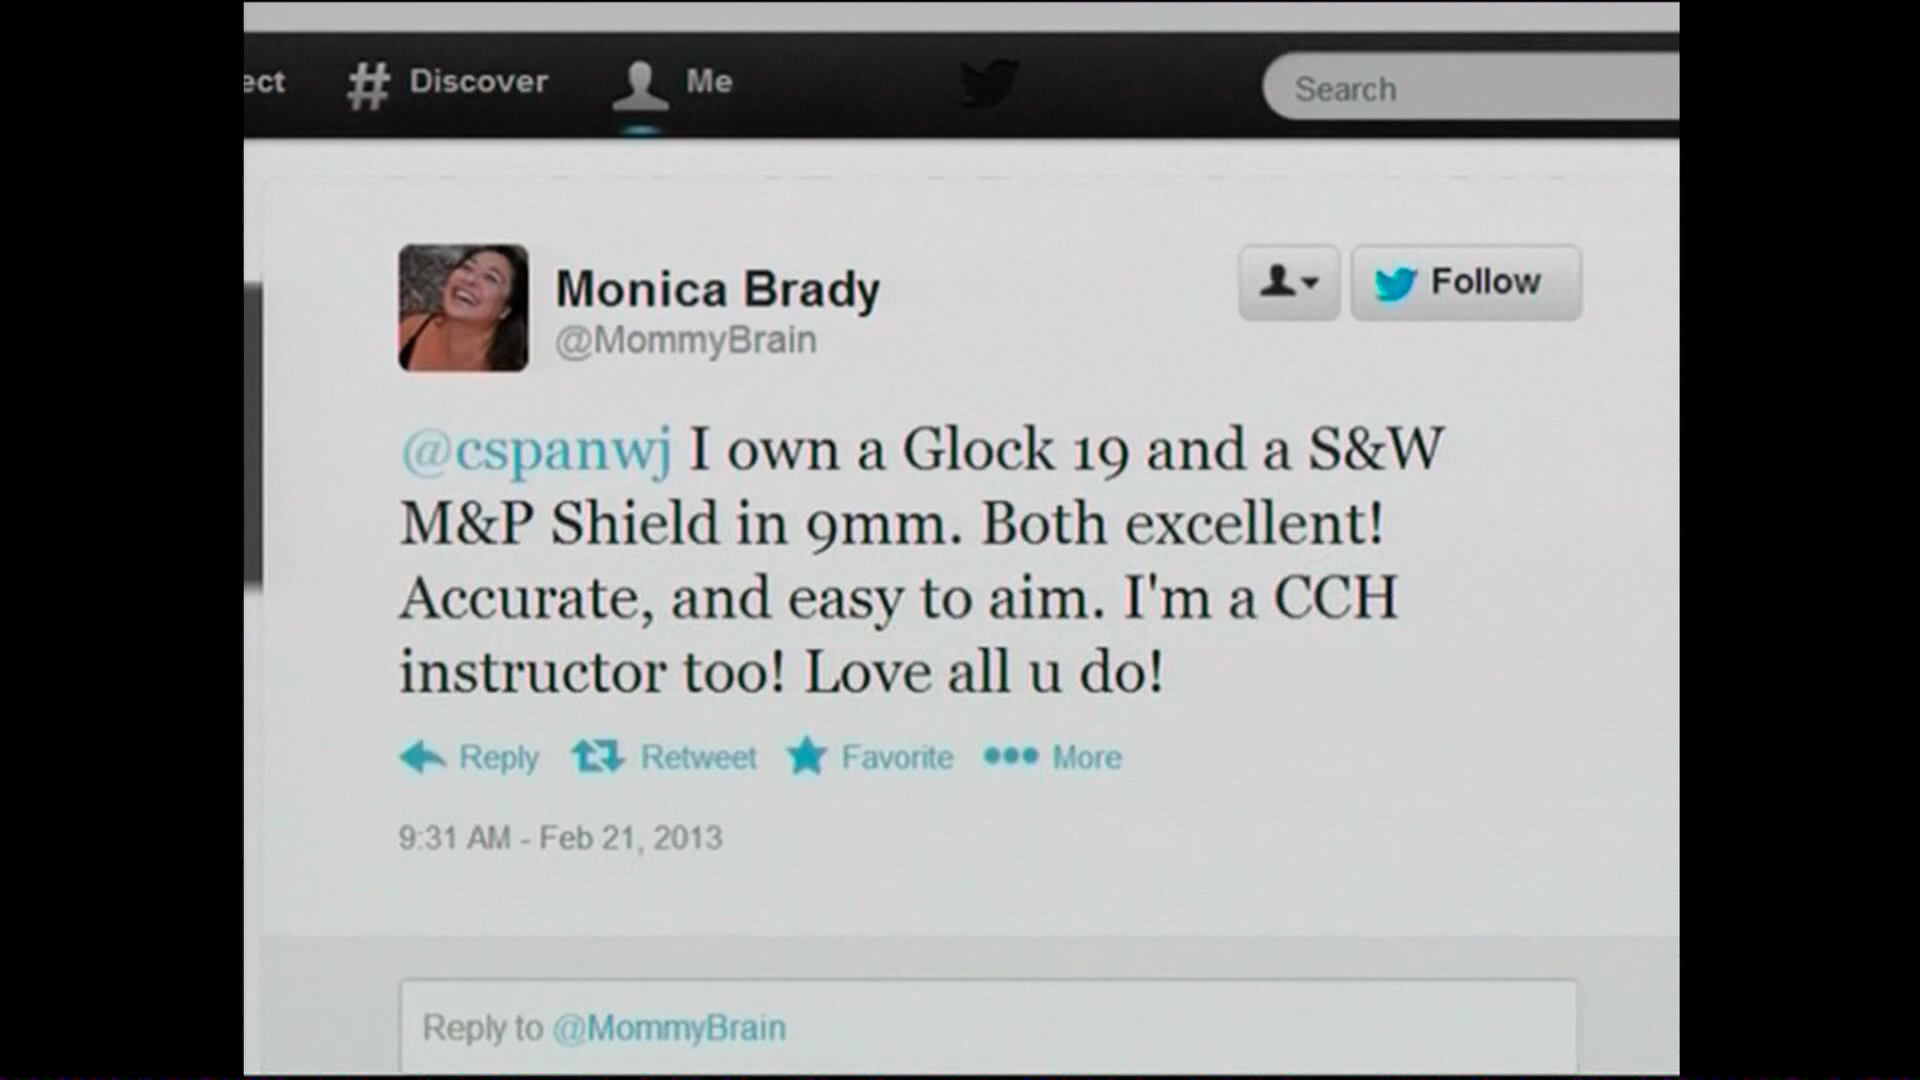 ect # Discover Me Search
Monica Brady
@MommyBrain
Follow
@cspanwj I own a Glock 19 and a S&W
M&P Shield in 9mm. Both excellent!
Accurate, and easy to aim. I'm a CCH
instructor too! Love all u do!
Reply Retweet Favorite More
9:31 AM - Feb 21, 2013
Reply to @MommyBrain